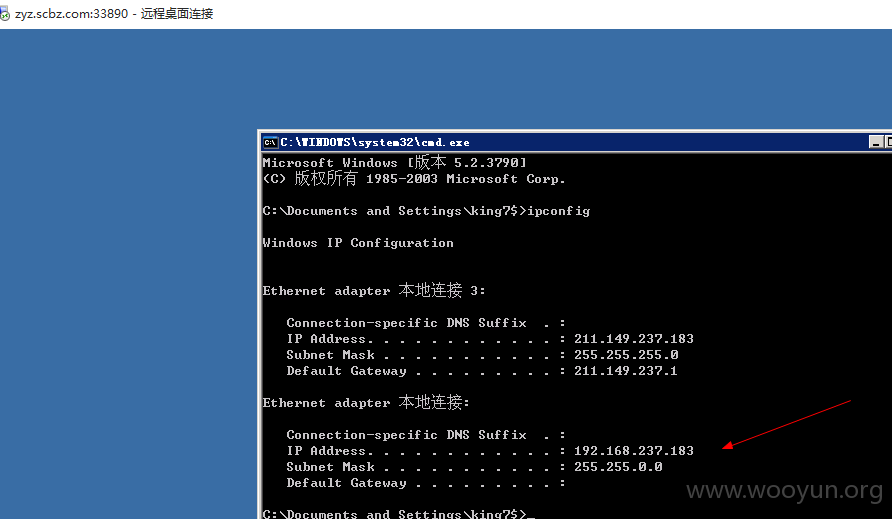 zyz.scbz.com:33890 - 远程桌面连接
C:\WINDOWS\system32\cmd.exe
Microsoft Windows [版本 5.2.3790]
(C) 版权所有 1985-2003 Microsoft Corp.
C:\Documents and Settings\king7$>ipconfig
Windows IP Configuration
Ethernet adapter 本地连接 3:
Connection-specific DNS Suffix . :
IP Address. . . . . . . . . . . . : 211.149.237.183
Subnet Mask . . . . . . . . . . . : 255.255.255.0
Default Gateway . . . . . . . . . : 211.149.237.1
Ethernet adapter 本地连接:
Connection-specific DNS Suffix . :
IP Address. . . . . . . . . . . . : 192.168.237.183
Subnet Mask . . . . . . . . . . . : 255.255.0.0
Default Gateway . . . . . . . . . :
www.wooyun.org
C:\Documents and Settings\king7$>_